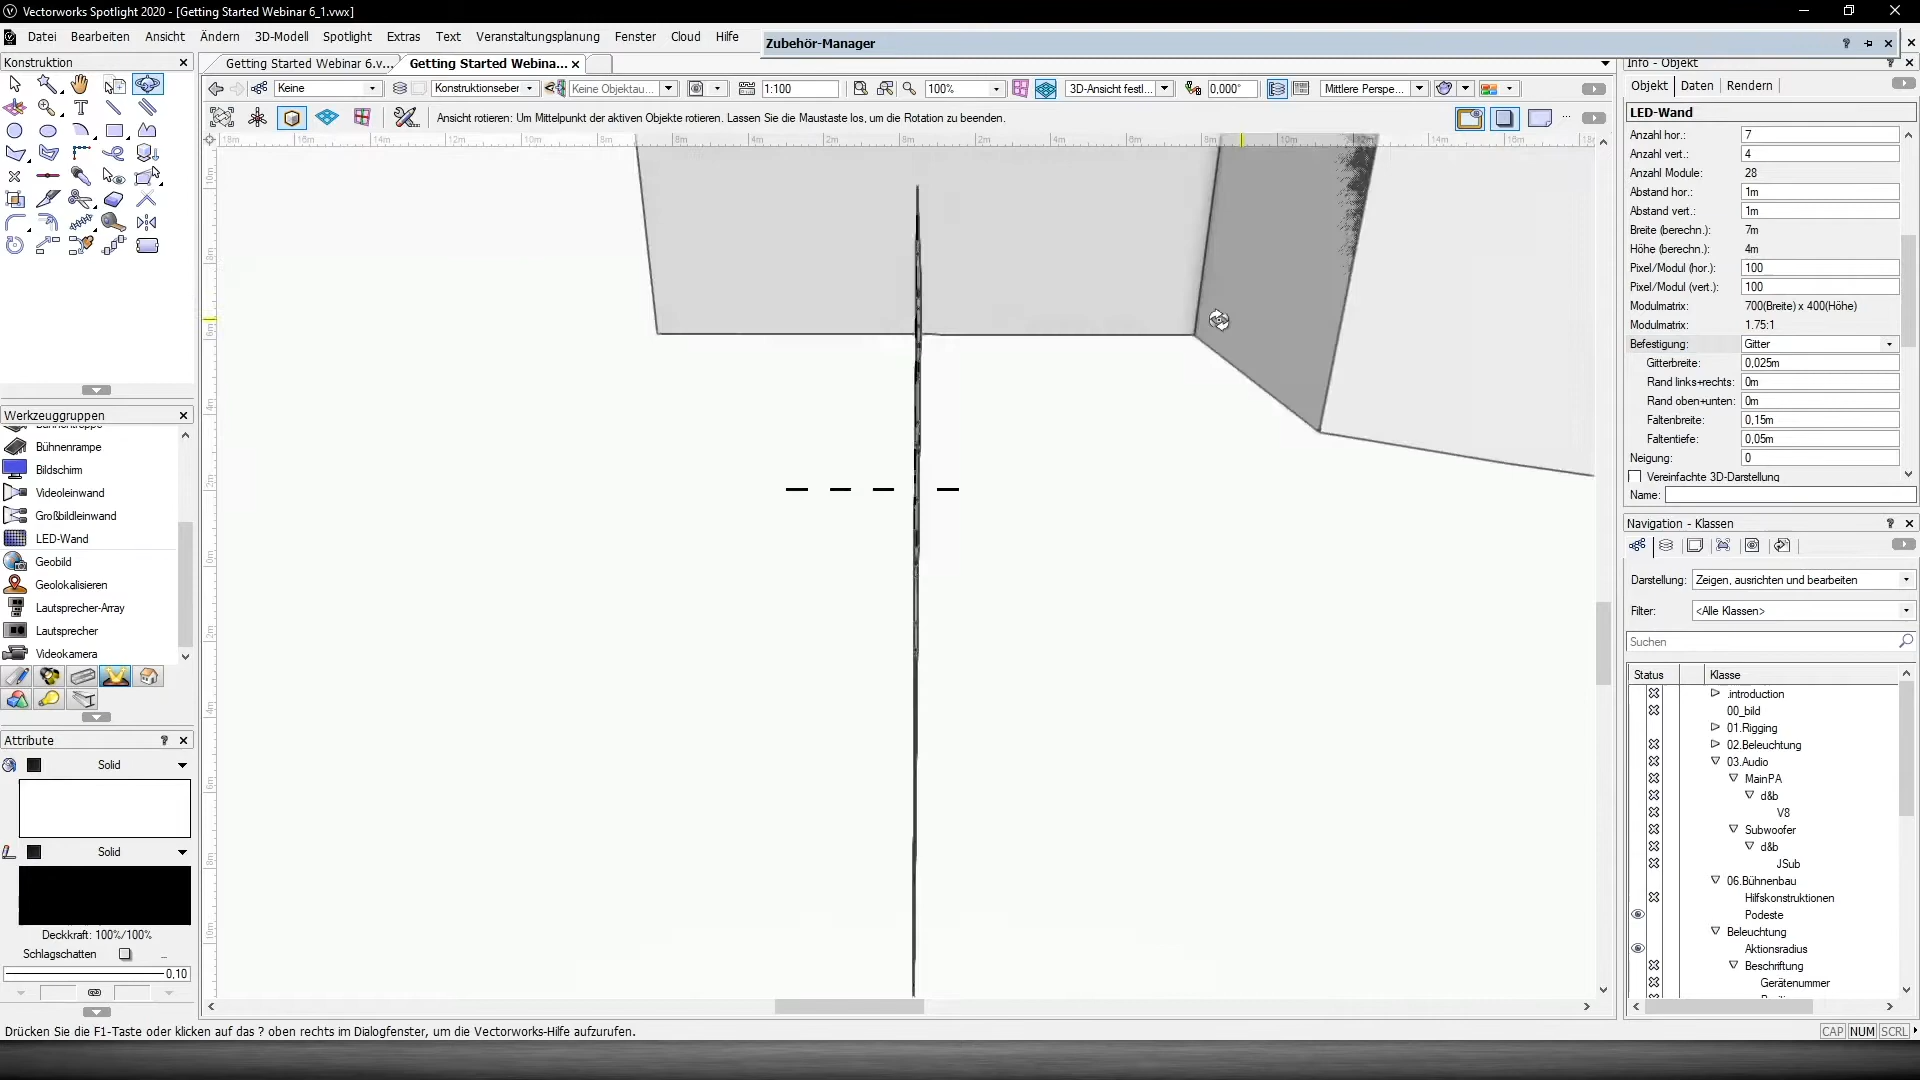 Vectorworks Spotlight 2020 - [Getting Started Webinar 6_1.vwx]
Datei Bearbeiten Ansicht Ändern 3D-Modell Spotlight Extras Text Veranstaltungsplanung Fenster Cloud Hilfe
Zubehör-Manager
Konstruktion
Getting Started Webinar 6.v...
Getting Started Webina...
Keine
Konstruktionseber
Keine Objektau...
1:100
100%
3D-Ansicht festl...
0,000°
Mittlere Perspe...
Ansicht rotieren: Um Mittelpunkt der aktiven Objekte rotieren. Lassen Sie die Maustaste los, um die Rotation zu beenden.
Werkzeuggruppen
Bühnenrampe
Bildschim
Videoleinwand
Großbildleinwand
LED-Wand
Geobild
Geolokalisieren
Lautsprecher-Array
Lautsprecher
Videokamera
Attribute
Solid
Solid
Deckkraft: 100%/100%
Schlagschatten
0,10
Info - Objekt
Objekt Daten Rendern
LED-Wand
Anzahl hor.: 7
Anzahl vert.: 4
Anzahl Module: 28
Abstand hor.: 1m
Abstand vert.: 1m
Breite (berechn.): 7m
Höhe (berechn.): 4m
Pixel/Modul (hor.): 100
Pixel/Modul (vert.): 100
Modulmatrix: 700(Breite) x 400(Höhe)
Modulmatrix: 1.75:1
Befestigung: Gitter
Gitterbreite: 0,025m
Rand links+rechts: 0m
Rand oben+unten: 0m
Faltenbreite: 0,15m
Faltentiefe: 0,05m
Neigung: 0
Vereinfachte 3D-Darstellung
Name:
Navigation - Klassen
Darstellung: Zeigen, ausrichten und bearbeiten
Filter: <Alle Klassen>
Suchen
Status Klasse
.introduction
00_bild
01.Rigging
02.Beleuchtung
03.Audio
MainPA
d&b
V8
Subwoofer
d&b
JSub
06.Bühnenbau
Hilfskonstruktionen
Podeste
Beleuchtung
Aktionsradius
Beschriftung
Gerätenummer
Drücken Sie die F1-Taste oder klicken auf das ? oben rechts im Dialogfenster, um die Vectorworks-Hilfe aufzurufen.
CAP NUM SCRL